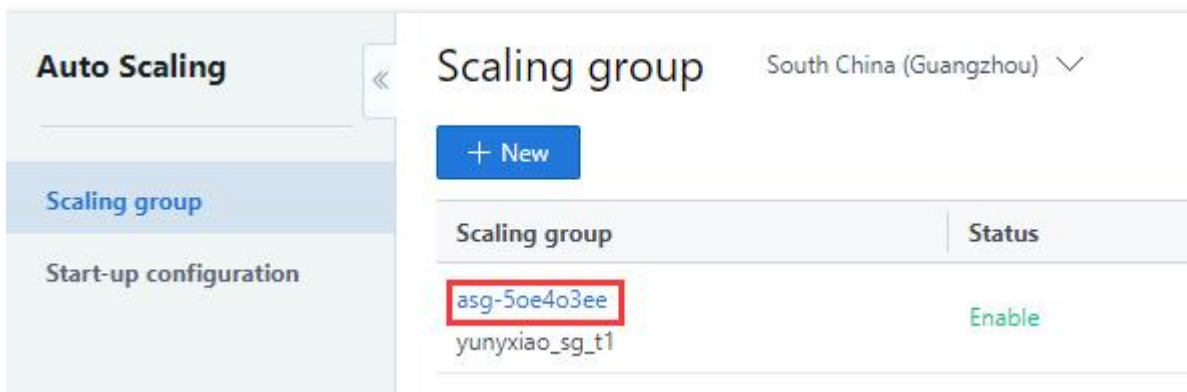 Auto Scaling
«
Scaling group
Start-up configuration
Scaling group South China (Guangzhou)
+ New
Scaling group Status
asg-5oe4o3ee
yunyxiao_sg_t1
Enable